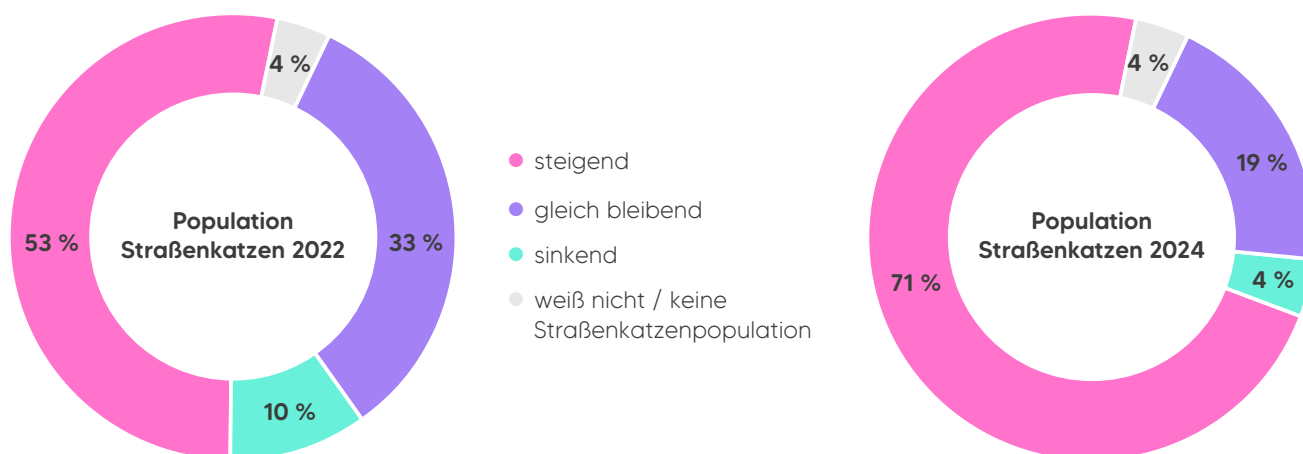 4 %
53 %
Population
Straßenkatzen 2022
33 %
10 %
steigend
gleich bleibend
sinkend
weiß nicht / keine
Straßenkatzenpopulation
4 %
19 %
Population
Straßenkatzen 2024
71 %
4 %